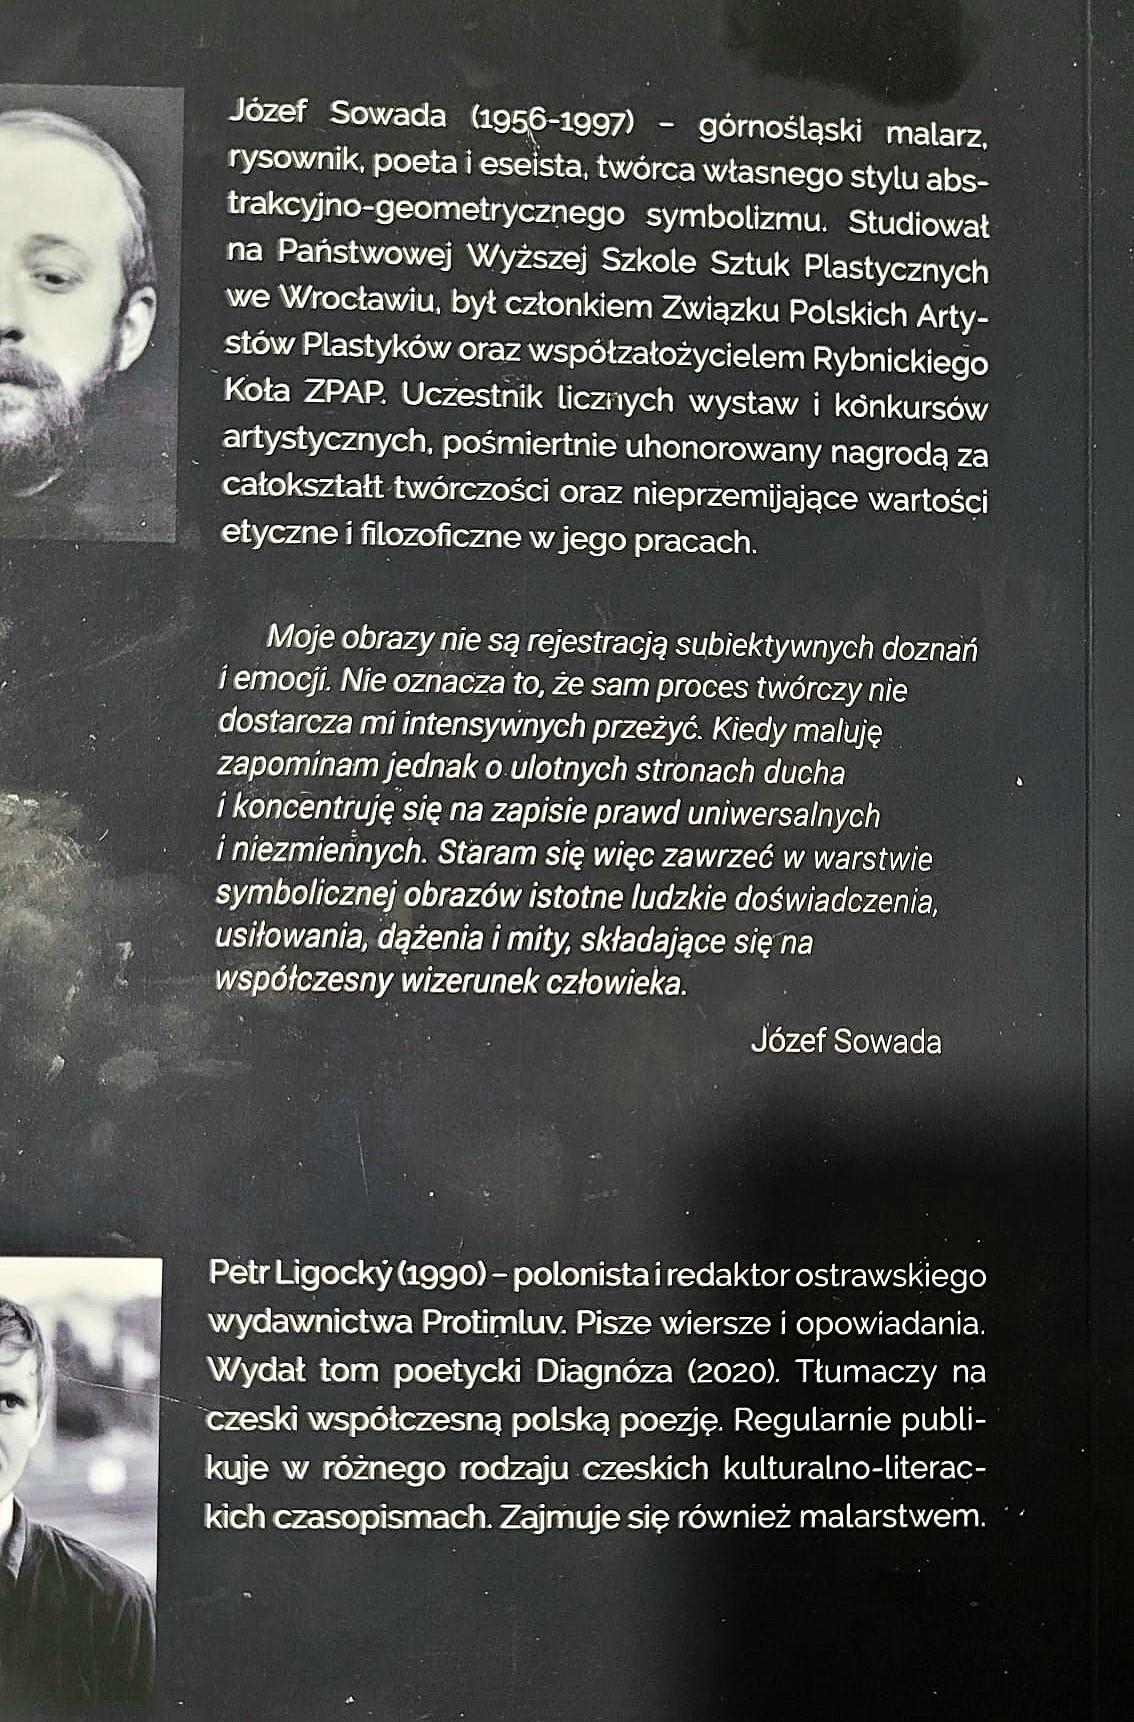 Józef Sowada (1956-1997) – górnośląski malarz,
rysownik, poeta i eseista, twórca własnego stylu abs-
trakcyjno-geometrycznego symbolizmu. Studiował
na Państwowej Wyższej Szkole Sztuk Plastycznych
we Wrocławiu, był członkiem Związku Polskich Arty-
stów Plastyków oraz współzałożycielem Rybnickiego
Koła ZPAP. Uczestnik licznych wystaw i konkursów
artystycznych, pośmiertnie uhonorowany nagrodą za
całokształt twórczości oraz nieprzemijające wartości
etyczne i filozoficzne w jego pracach.
Moje obrazy nie są rejestracją subiektywnych doznań
i emocji. Nie oznacza to, że sam proces twórczy nie
dostarcza mi intensywnych przeżyć. Kiedy maluję
zapominam jednak o ulotnych stronach ducha
i koncentruję się na zapisie prawd uniwersalnych
i niezmiennych. Staram się więc zawrzeć w warstwie
symbolicznej obrazów istotne ludzkie doświadczenia,
usiłowania, dążenia i mity, składające się na
współczesny wizerunek człowieka.
Józef Sowada
Petr Ligocký (1990) – polonista i redaktor ostrawskiego
wydawnictwa Protimluv. Pisze wiersze i opowiadania.
Wydał tom poetycki Diagnóza (2020). Tłumaczy na
czeski współczesną polską poezję. Regularnie publi-
kuje w różnego rodzaju czeskich kulturalno-literac-
kich czasopismach. Zajmuje się również malarstwem.